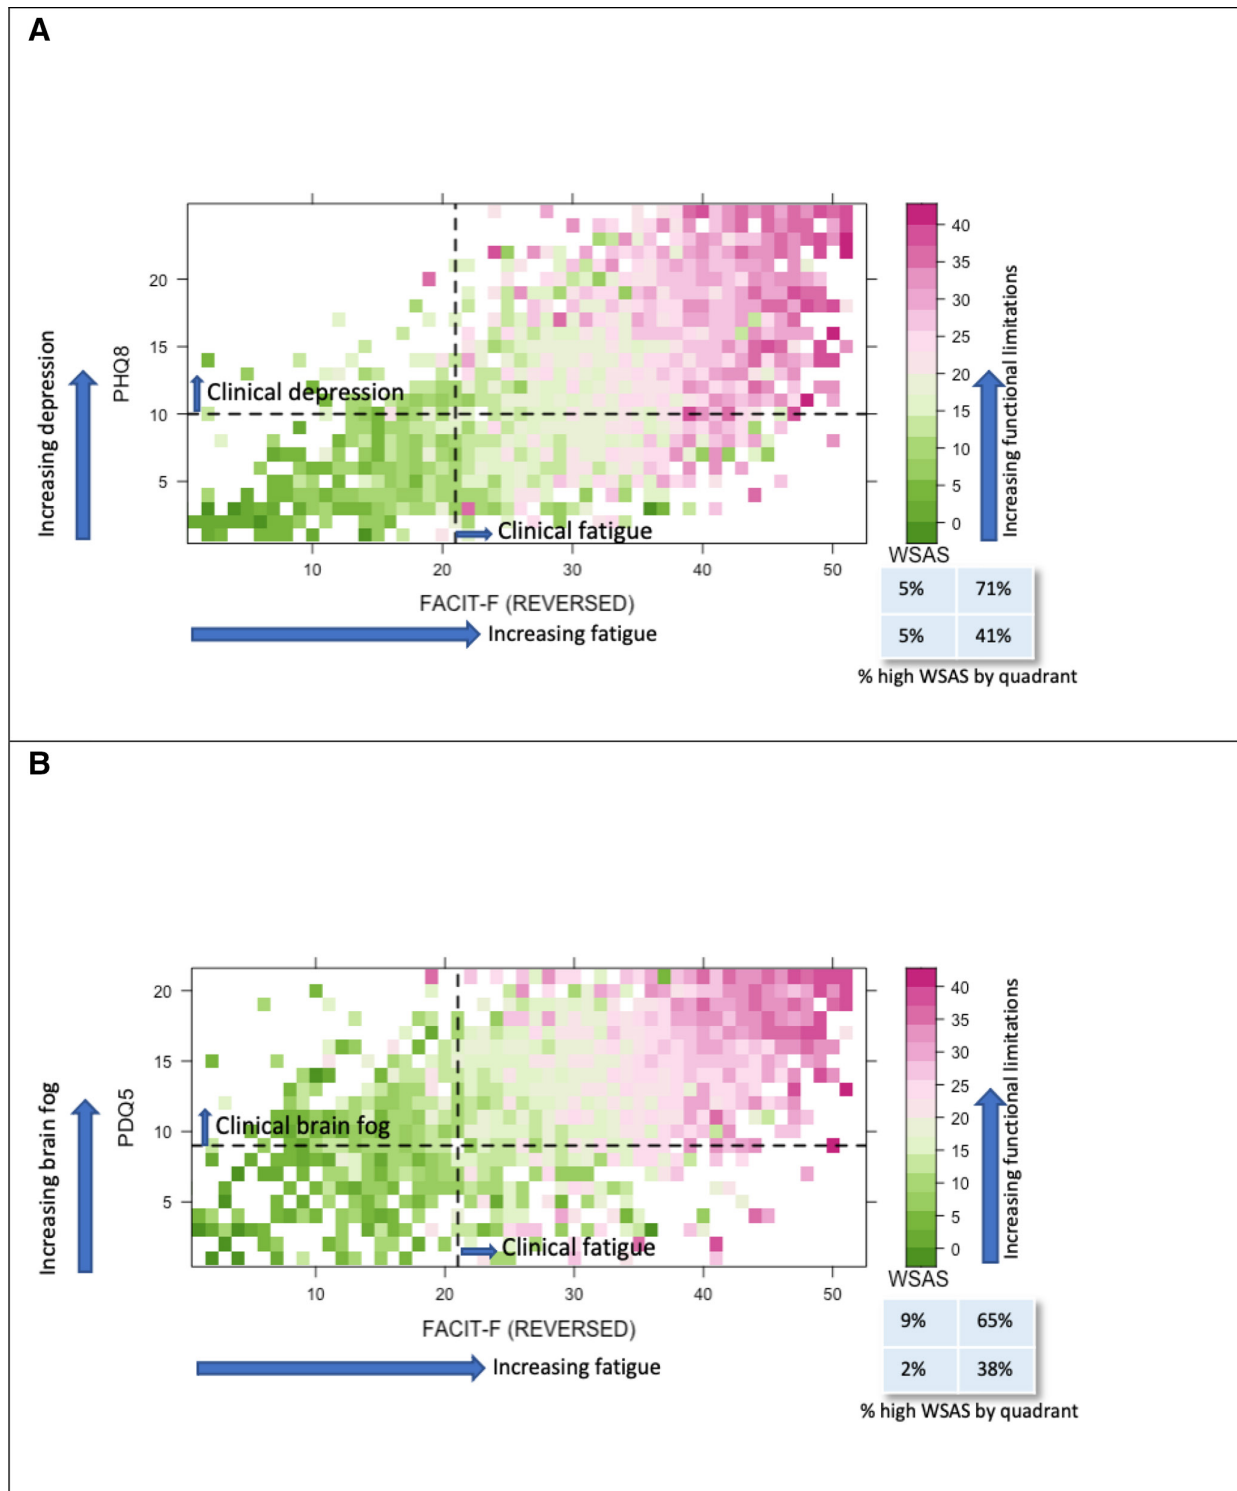 A
Increasing depression
PHQ8
20
15
10
5
Clinical depression
Clinical fatigue
10 20 30 40 50
FACIT-F (REVERSED)
Increasing fatigue
40
35
30
25
20
15
10
5
0
WSAS
Increasing functional limitations
5% 71%
5% 41%
% high WSAS by quadrant
B
Increasing brain fog
PDQ5
20
15
10
5
Clinical brain fog
Clinical fatigue
10 20 30 40 50
FACIT-F (REVERSED)
Increasing fatigue
40
35
30
25
20
15
10
5
0
WSAS
Increasing functional limitations
9% 65%
2% 38%
% high WSAS by quadrant